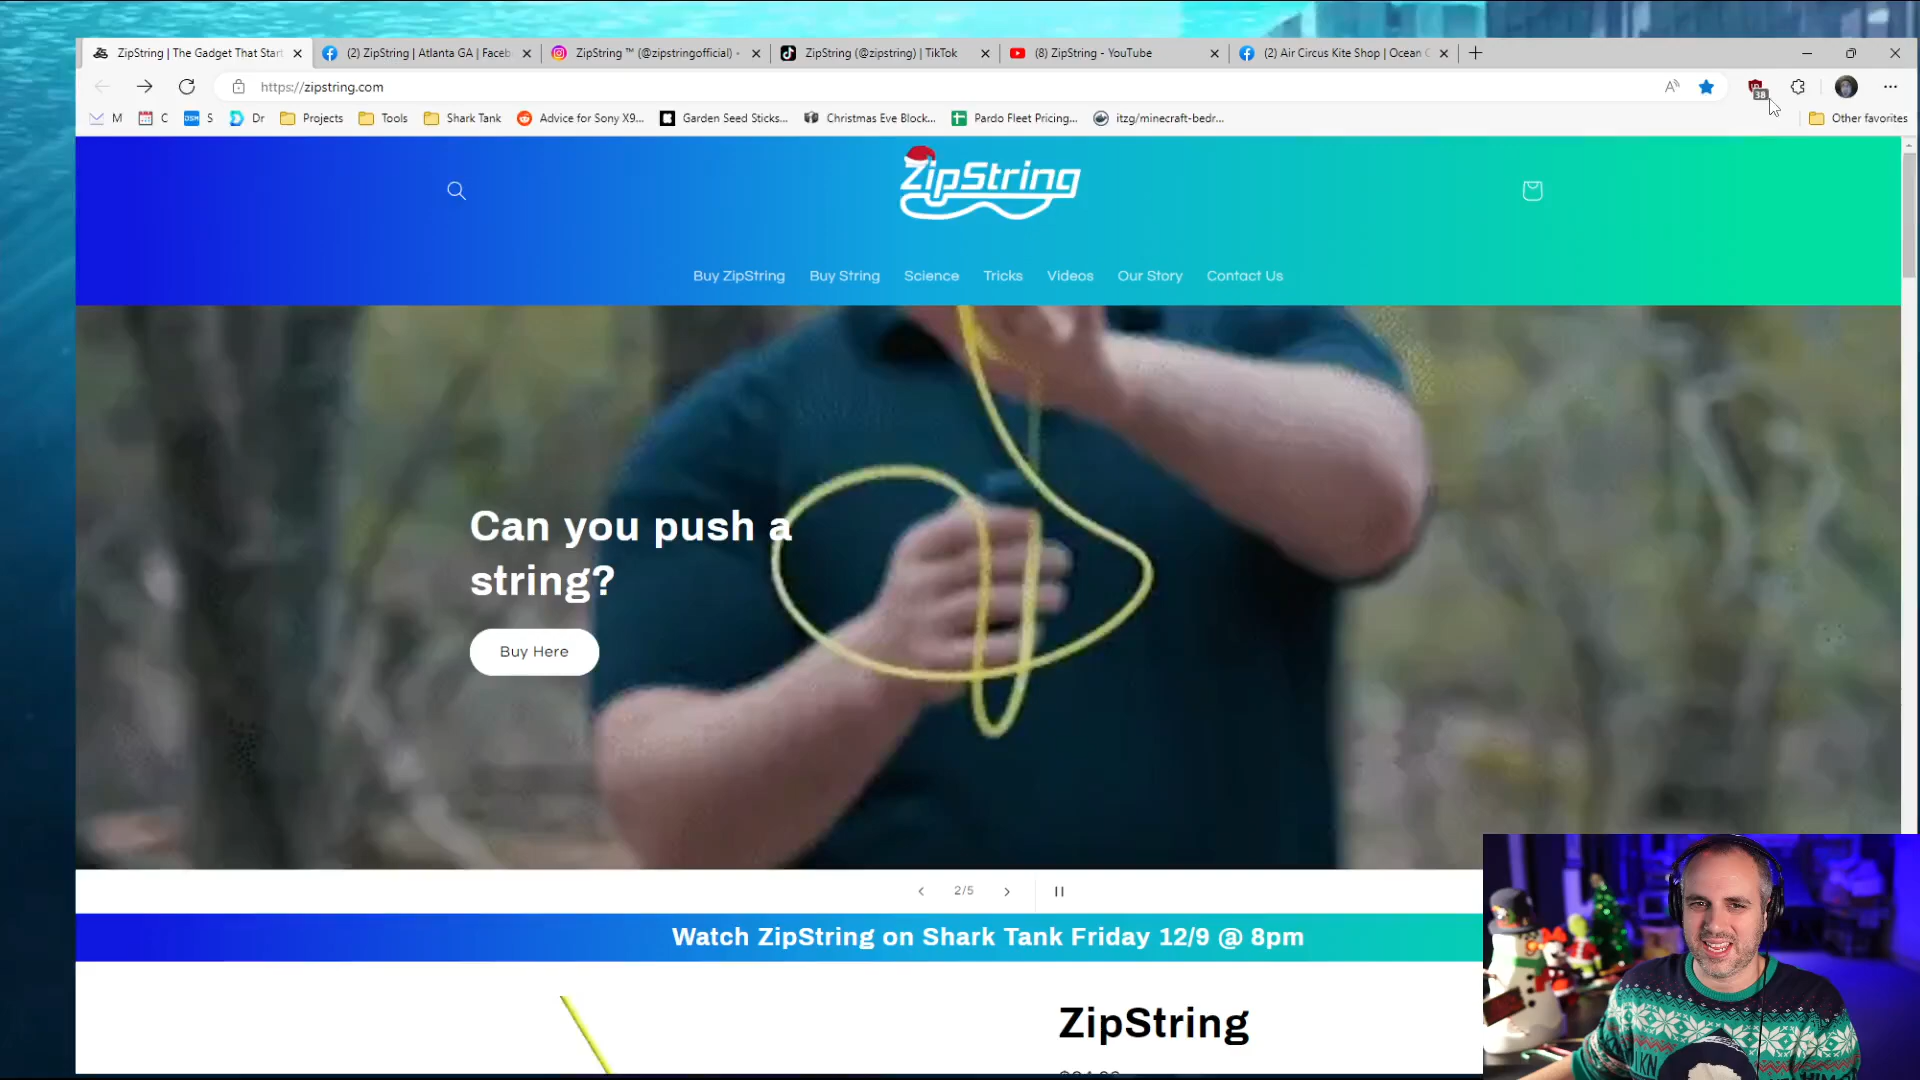 ZipString | The Gadget That Start
(2) ZipString | Atlanta GA | Faceb
ZipString ™ (@zipstringofficial) •
ZipString (@zipstring) | TikTok
(8) ZipString - YouTube
(2) Air Circus Kite Shop | Ocean C
https://zipstring.com
38
M
C
DSM
S
Dr
Projects
Tools
Shark Tank
Advice for Sony X9...
Garden Seed Sticks...
Christmas Eve Block...
Pardo Fleet Pricing...
itzg/minecraft-bedr...
Other favorites
ZipString
Buy ZipString
Buy String
Science
Tricks
Videos
Our Story
Contact Us
Can you push a
string?
Buy Here
2/5
Watch ZipString on Shark Tank Friday 12/9 @ 8pm
ZipString